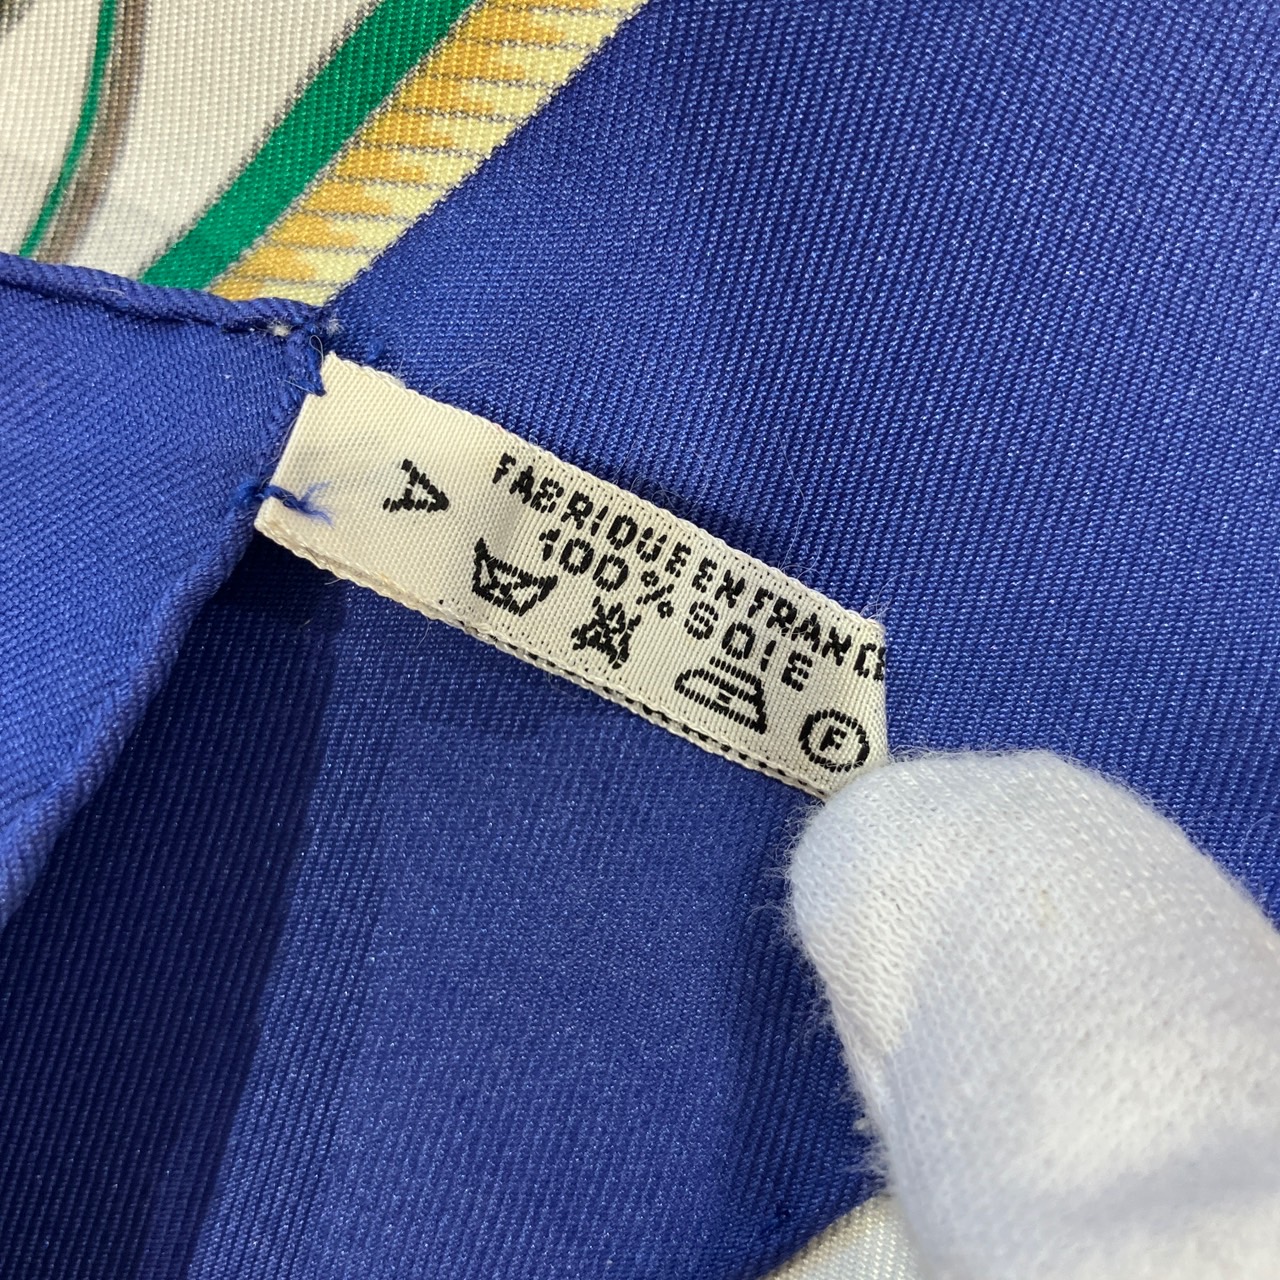 A
FABRIQUE EN FRANCE
100% SOIE
F